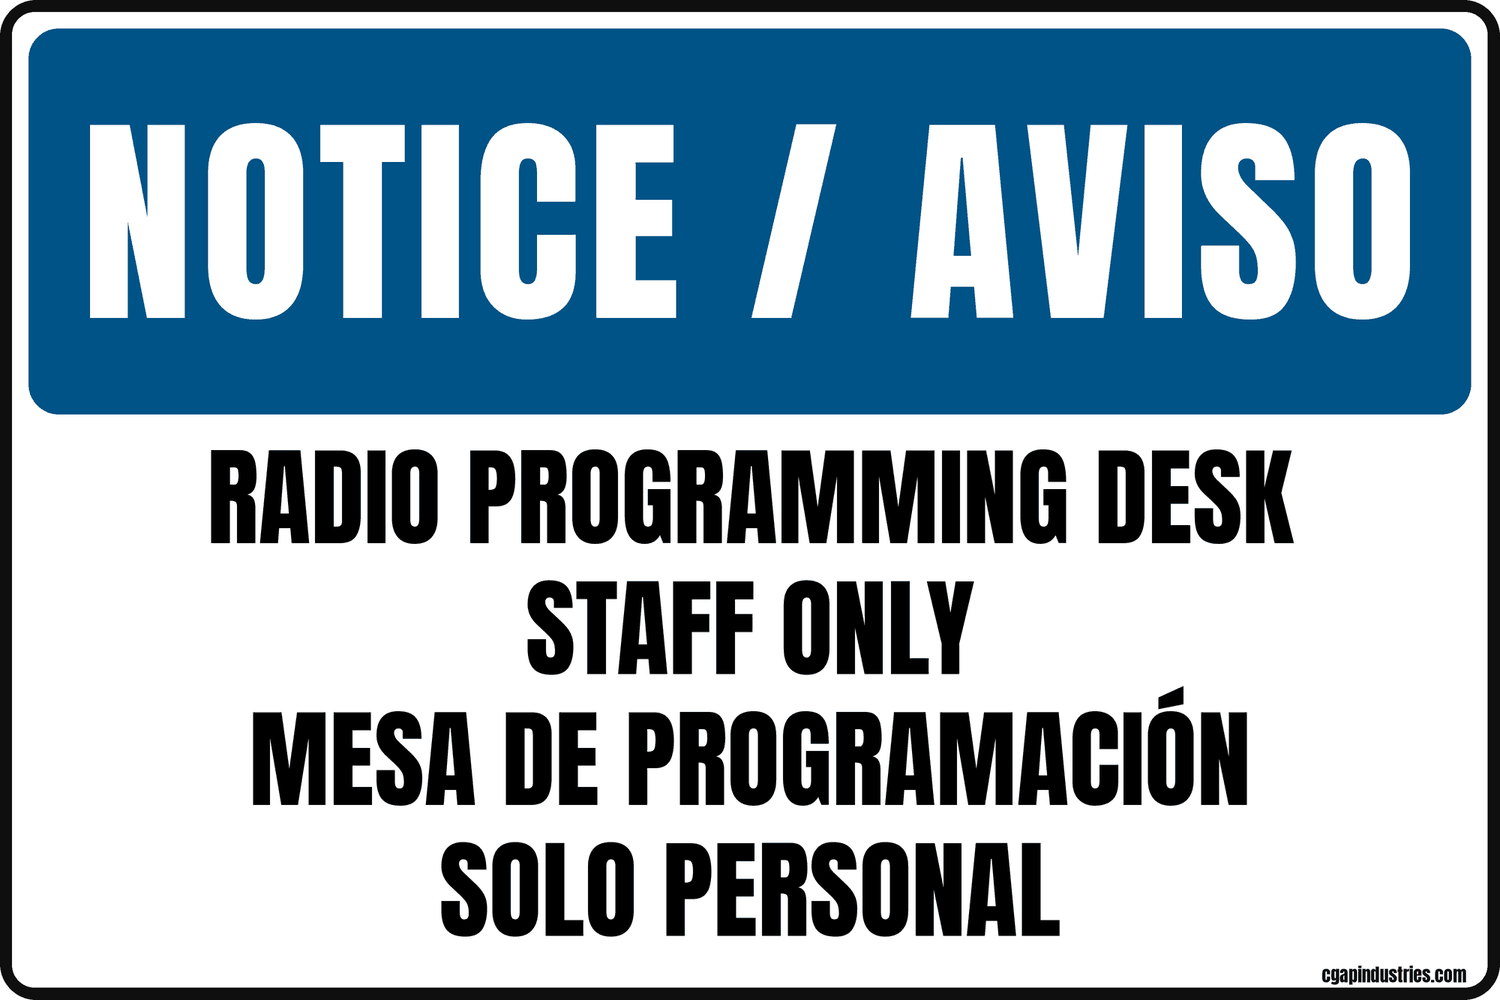 NOTICE / AVISO
RADIO PROGRAMMING DESK
STAFF ONLY
MESA DE PROGRAMACIÓN
SOLO PERSONAL
cgapindustries.com